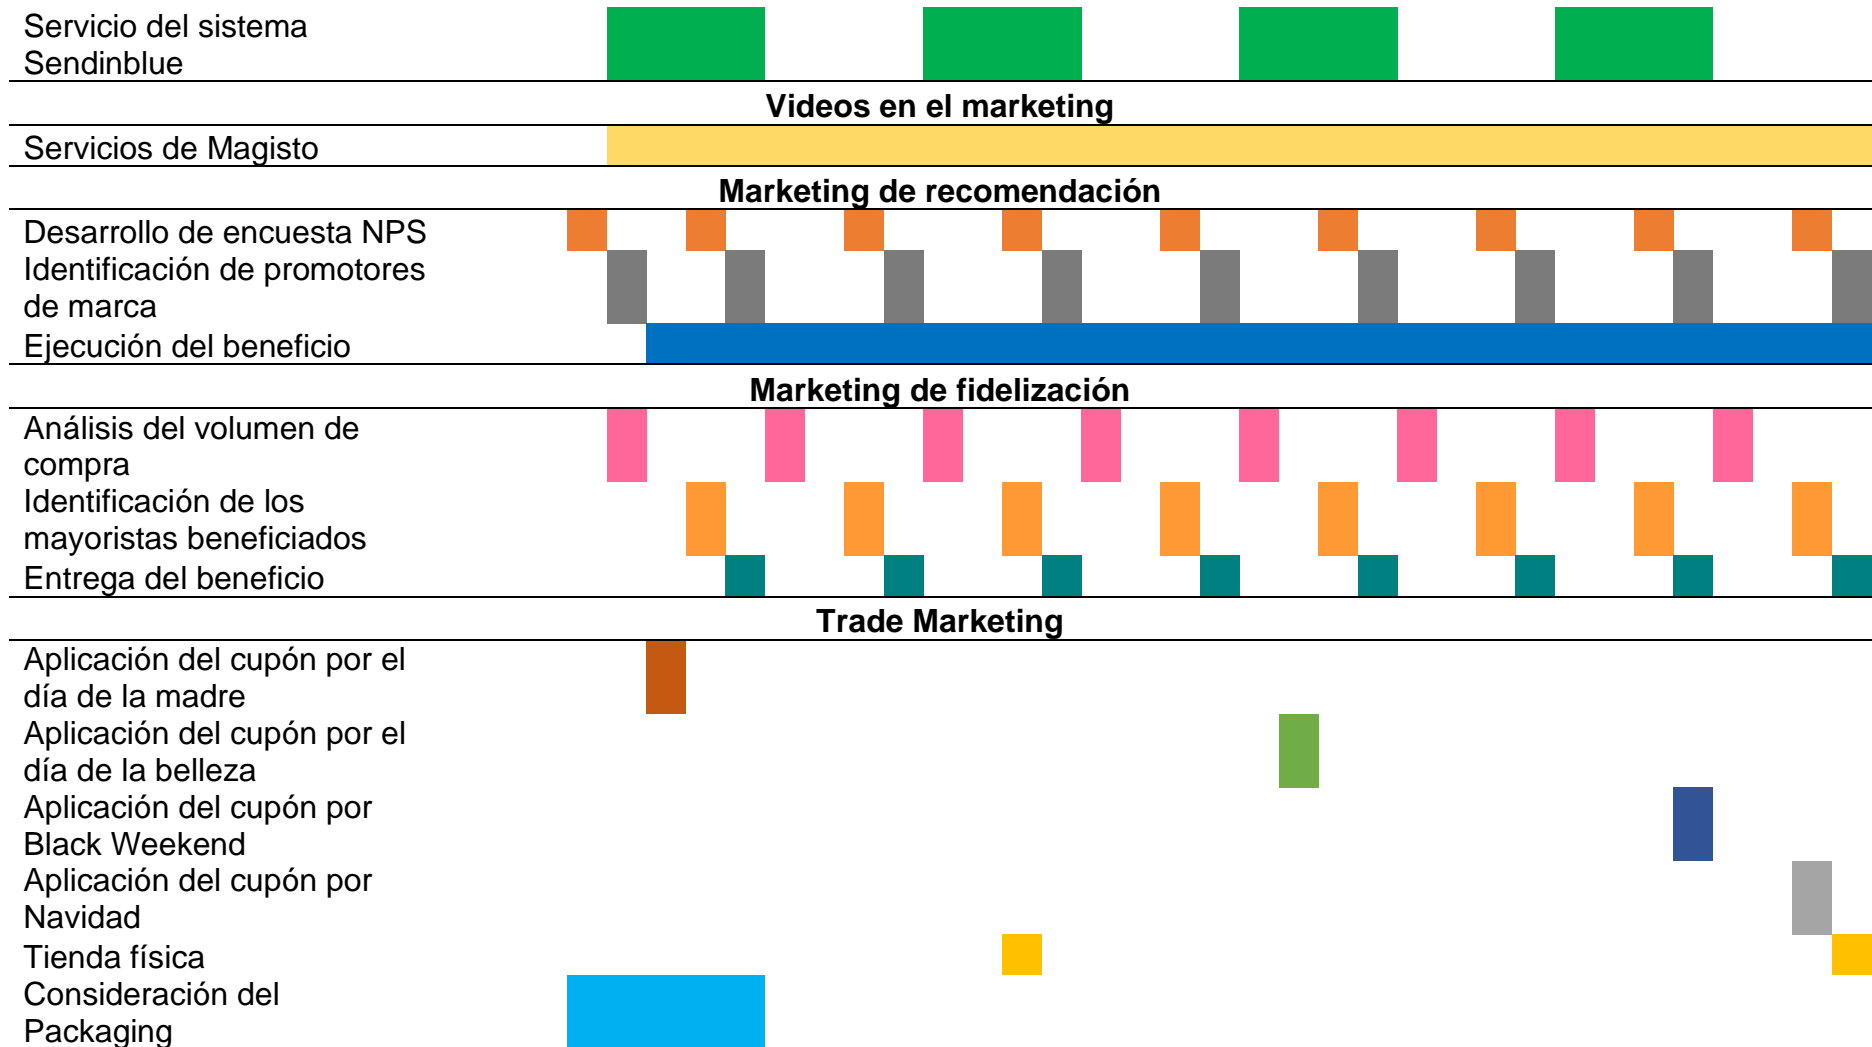 Servicio del sistema
Sendinblue
Videos en el marketing
Servicios de Magisto
Marketing de recomendación
Desarrollo de encuesta NPS
Identificación de promotores
de marca
Ejecución del beneficio
Marketing de fidelización
Análisis del volumen de
compra
Identificación de los
mayoristas beneficiados
Entrega del beneficio
Trade Marketing
Aplicación del cupón por el
día de la madre
Aplicación del cupón por el
día de la belleza
Aplicación del cupón por
Black Weekend
Aplicación del cupón por
Navidad
Tienda física
Consideración del
Packaging